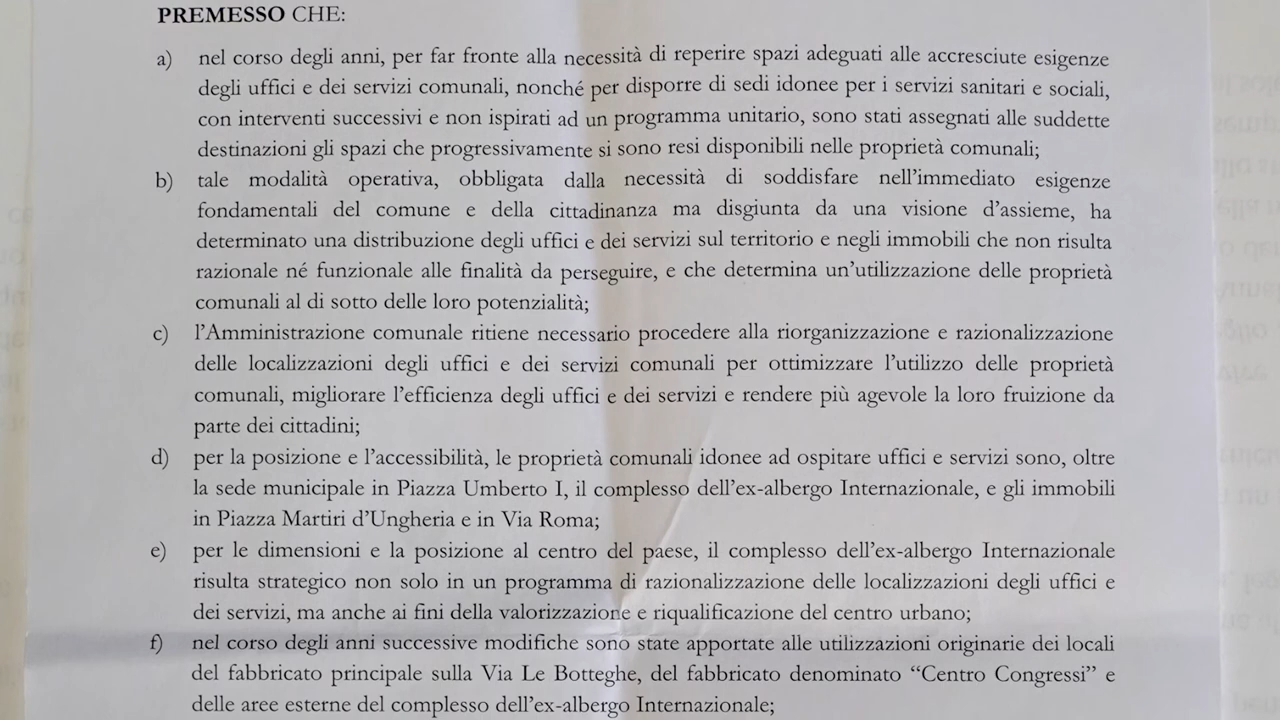 PREMESSO CHE:
a) nel corso degli anni, per far fronte alla necessità di reperire spazi adeguati alle accresciute esigenze
degli uffici e dei servizi comunali, nonché per disporre di sedi idonee per i servizi sanitari e sociali,
con interventi successivi e non ispirati ad un programma unitario, sono stati assegnati alle suddette
destinazioni gli spazi che progressivamente si sono resi disponibili nelle proprietà comunali;
b) tale modalità operativa, obbligata dalla necessità di soddisfare nell'immediato esigenze
fondamentali del comune e della cittadinanza ma disgiunta da una visione d'assieme, ha
determinato una distribuzione degli uffici e dei servizi sul territorio e negli immobili che non risulta
razionale né funzionale alle finalità da perseguire, e che determina un'utilizzazione delle proprietà
comunali al di sotto delle loro potenzialità;
c) l'Amministrazione comunale ritiene necessario procedere alla riorganizzazione e razionalizzazione
delle localizzazioni degli uffici e dei servizi comunali per ottimizzare l'utilizzo delle proprietà
comunali, migliorare l'efficienza degli uffici e dei servizi e rendere più agevole la loro fruizione da
parte dei cittadini;
d) per la posizione e l'accessibilità, le proprietà comunali idonee ad ospitare uffici e servizi sono, oltre
la sede municipale in Piazza Umberto I, il complesso dell'ex-albergo Internazionale, e gli immobili
in Piazza Martiri d'Ungheria e in Via Roma;
e) per le dimensioni e la posizione al centro del paese, il complesso dell'ex-albergo Internazionale
risulta strategico non solo in un programma di razionalizzazione delle localizzazioni degli uffici e
dei servizi, ma anche ai fini della valorizzazione e riqualificazione del centro urbano;
f) nel corso degli anni successive modifiche sono state apportate alle utilizzazioni originarie dei locali
del fabbricato principale sulla Via Le Botteghe, del fabbricato denominato “Centro Congressi” e
delle aree esterne del complesso dell'ex-albergo Internazionale;